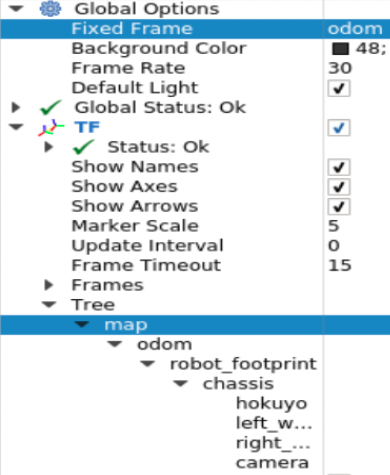 Global Options
Fixed Frame odom
Background Color 48;
Frame Rate 30
Default Light
Global Status: Ok
TF
Status: Ok
Show Names
Show Axes
Show Arrows
Marker Scale 5
Update Interval 0
Frame Timeout 15
Frames
Tree
map
odom
robot_footprint
chassis
hokuyo
left_w...
right_...
camera